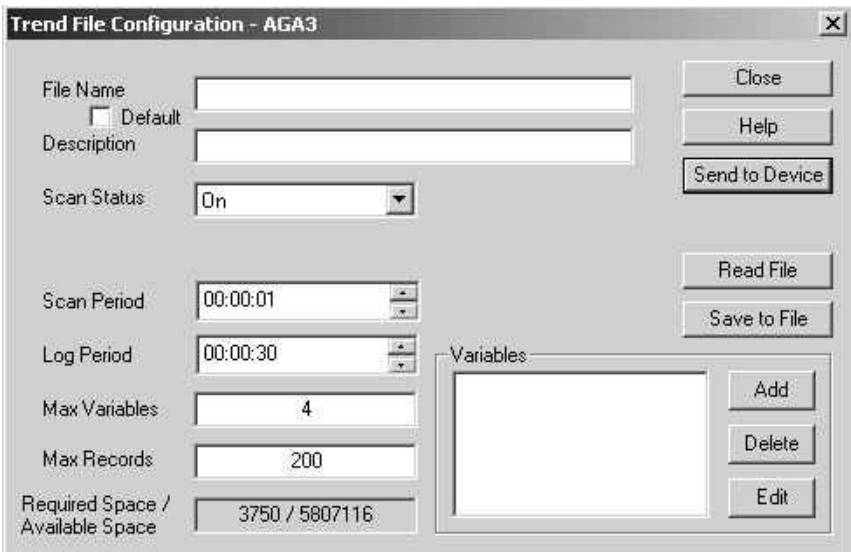 Trend File Configuration - AGA3
File Name
Default
Description
Scan Status
On
Scan Period
00:00:01
Log Period
00:00:30
Max Variables
4
Max Records
200
Required Space /
Available Space
3750 / 5807116
Close
Help
Send to Device
Read File
Save to File
Variables
Add
Delete
Edit